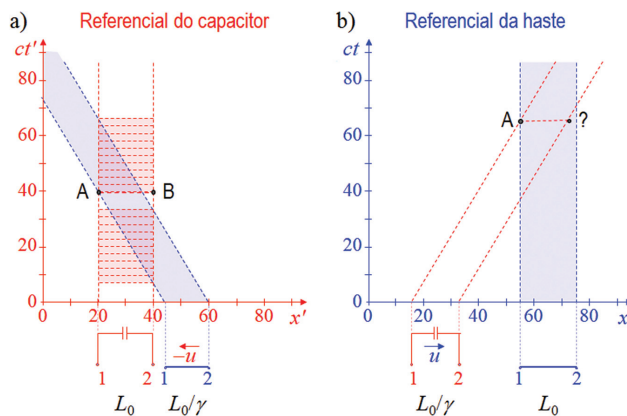 a) Referencial do capacitor
ct'
80
60
40
20
0
A
B
0 20 40 60 80 x'
-u
1 2 1 2
L₀ L₀/γ
b) Referencial da haste
ct
80
60
40
20
0
A
?
0 20 40 60 80 x
u
1 2 1 2
L₀/γ L₀